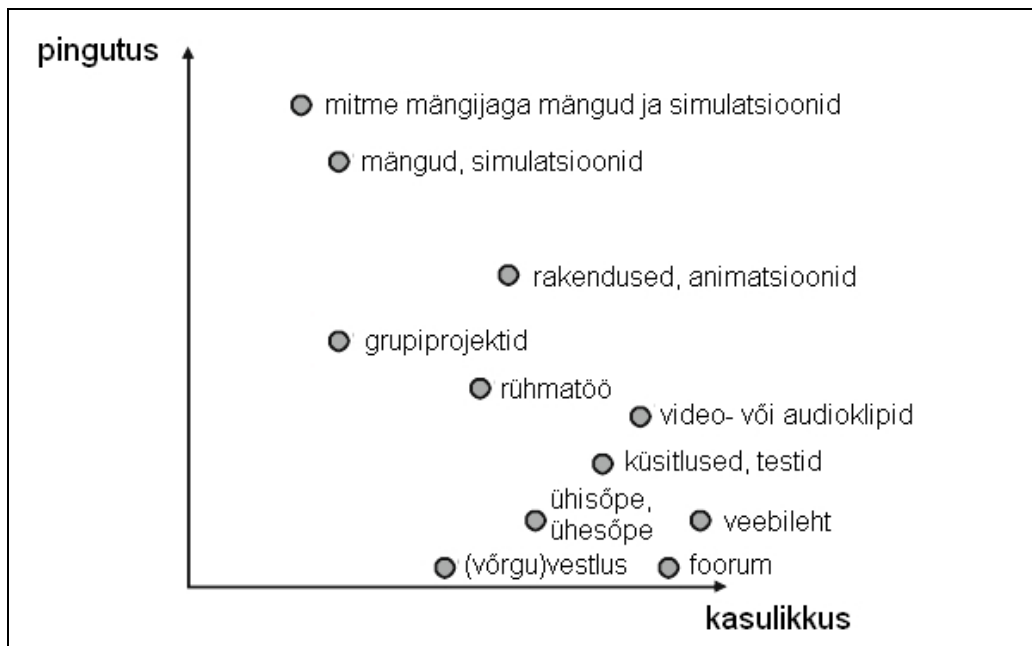 pingutus
mitme mängijaga mängud ja simulatsioonid
mängud, simulatsioonid
rakendused, animatsioonid
grupiprojektid
rühmatöö
video- või audioklipid
küsitlused, testid
ühisõpe,
ühesõpe
veebileht
(võrgu)vestlus
foorum
kasulikkus